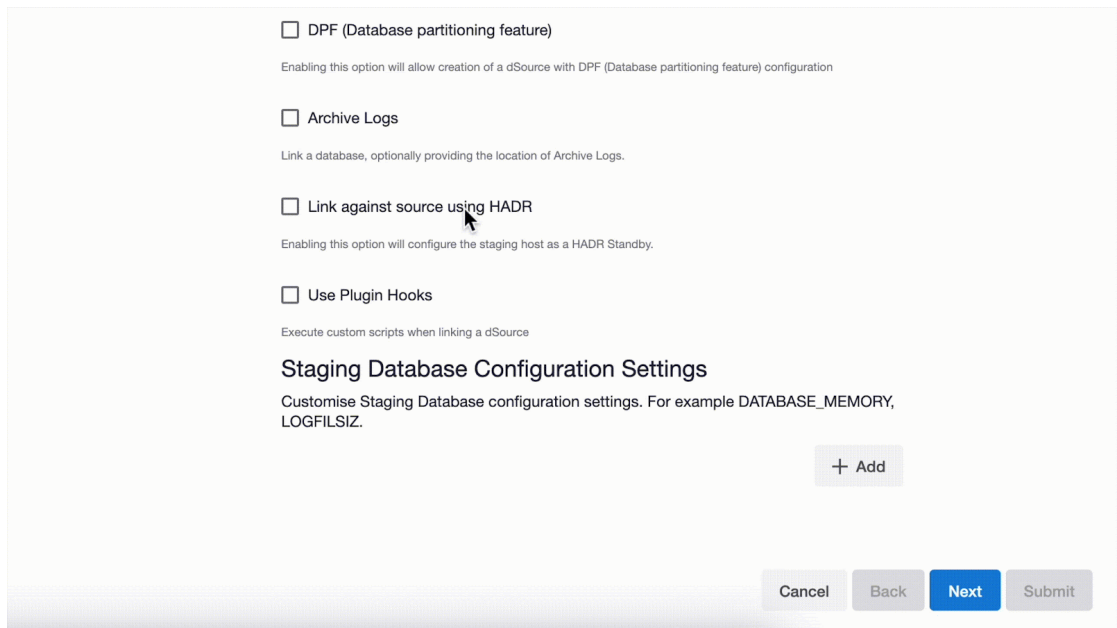 DPF (Database partitioning feature)
Enabling this option will allow creation of a dSource with DPF (Database partitioning feature) configuration
Archive Logs
Link a database, optionally providing the location of Archive Logs.
Link against source using HADR
Enabling this option will configure the staging host as a HADR Standby.
Use Plugin Hooks
Execute custom scripts when linking a dSource
Staging Database Configuration Settings
Customise Staging Database configuration settings. For example DATABASE_MEMORY,
LOGFILSIZ.
+ Add
Cancel Back Next Submit